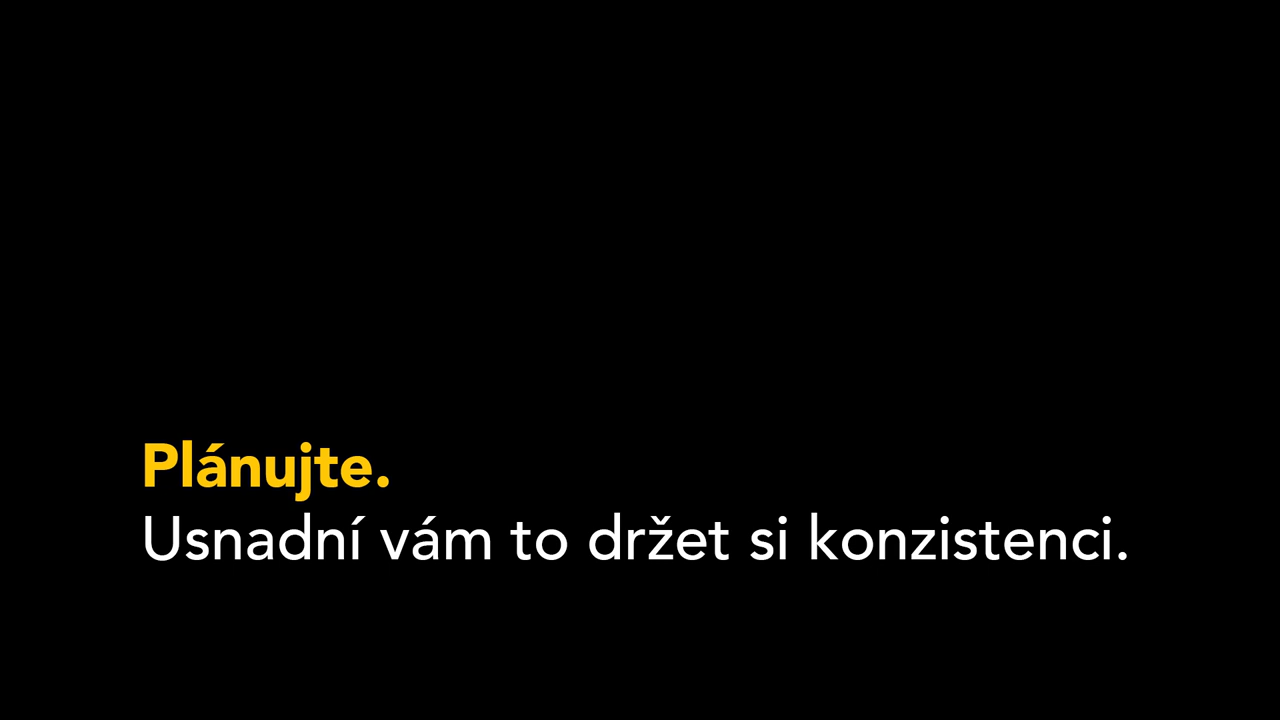 Plánujte.
Usnadní vám to držet si konzistenci.